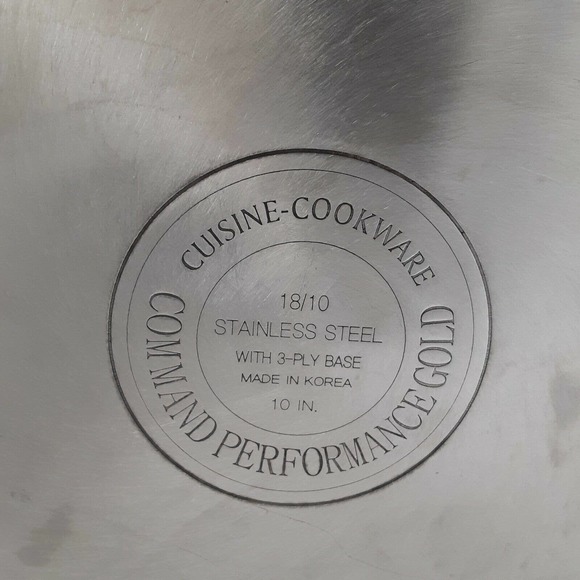 CUISINE-COOKWARE
18/10
STAINLESS STEEL
WITH 3-PLY BASE
MADE IN KOREA
10 IN.
COMMAND PERFORMANCE GOLD